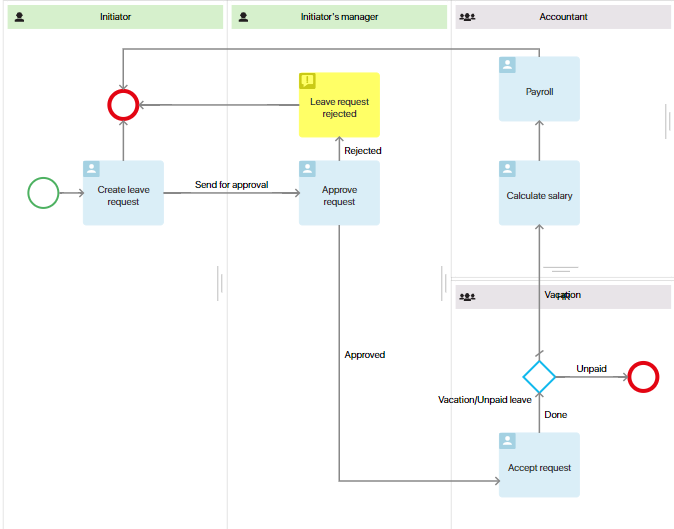 Initiator
Initiator's manager
Accountant
Payroll
Leave request
rejected
Rejected
Create leave
request
Send for approval
Approve
request
Calculate salary
Vacation
HR
Approved
Unpaid
Vacation/Unpaid leave
Done
Accept request